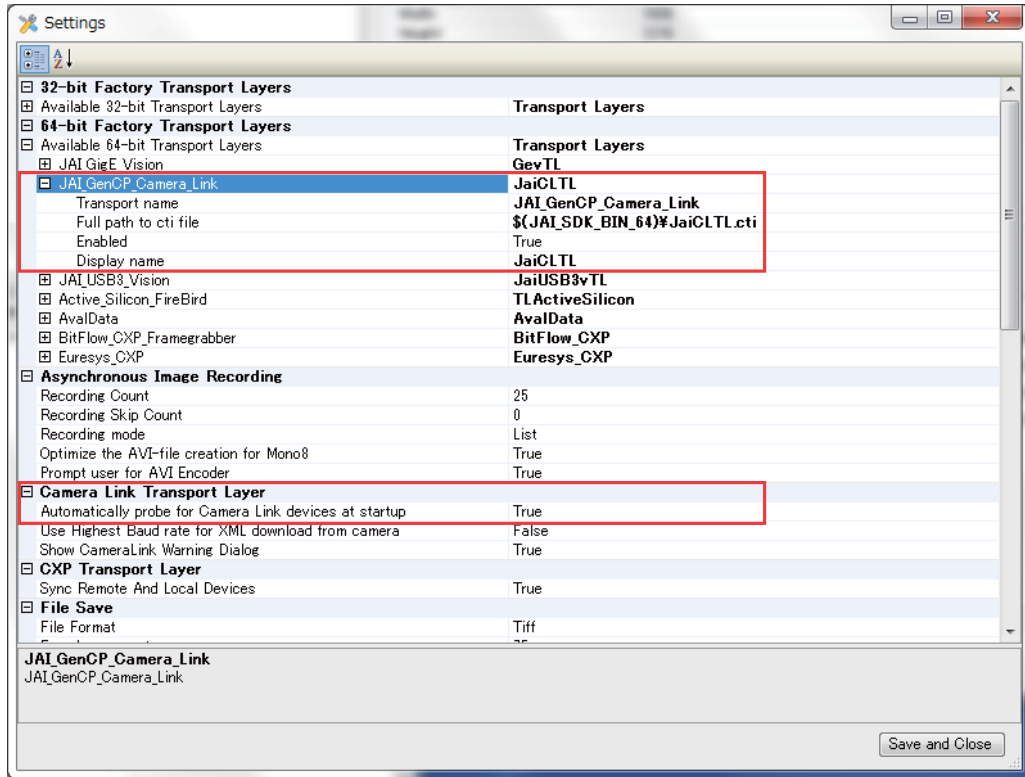 Settings
32-bit Factory Transport Layers
Available 32-bit Transport Layers Transport Layers
64-bit Factory Transport Layers
Available 64-bit Transport Layers Transport Layers
JAI GigE Vision GevTL
JAI_GenCP_Camera_Link JaiCLTL
Transport name JAI_GenCP_Camera_Link
Full path to cti file $(JAI_SDK_BIN_64)¥JaiCLTL.cti
Enabled True
Display name JaiCLTL
JAI_USB3_Vision JaiUSB3vTL
Active_Silicon_FireBird TLActiveSilicon
AvalData AvalData
BitFlow_CXP_Framegrabber BitFlow_CXP
Euresys_CXP Euresys_CXP
Asynchronous Image Recording
Recording Count 25
Recording Skip Count 0
Recording mode List
Optimize the AVI-file creation for Mono8 True
Prompt user for AVI Encoder True
Camera Link Transport Layer
Automatically probe for Camera Link devices at startup True
Use Highest Baud rate for XML download from camera False
Show CameraLink Warning Dialog True
CXP Transport Layer
Sync Remote And Local Devices True
File Save
File Format Tiff
JAI_GenCP_Camera_Link
JAI_GenCP_Camera_Link
Save and Close